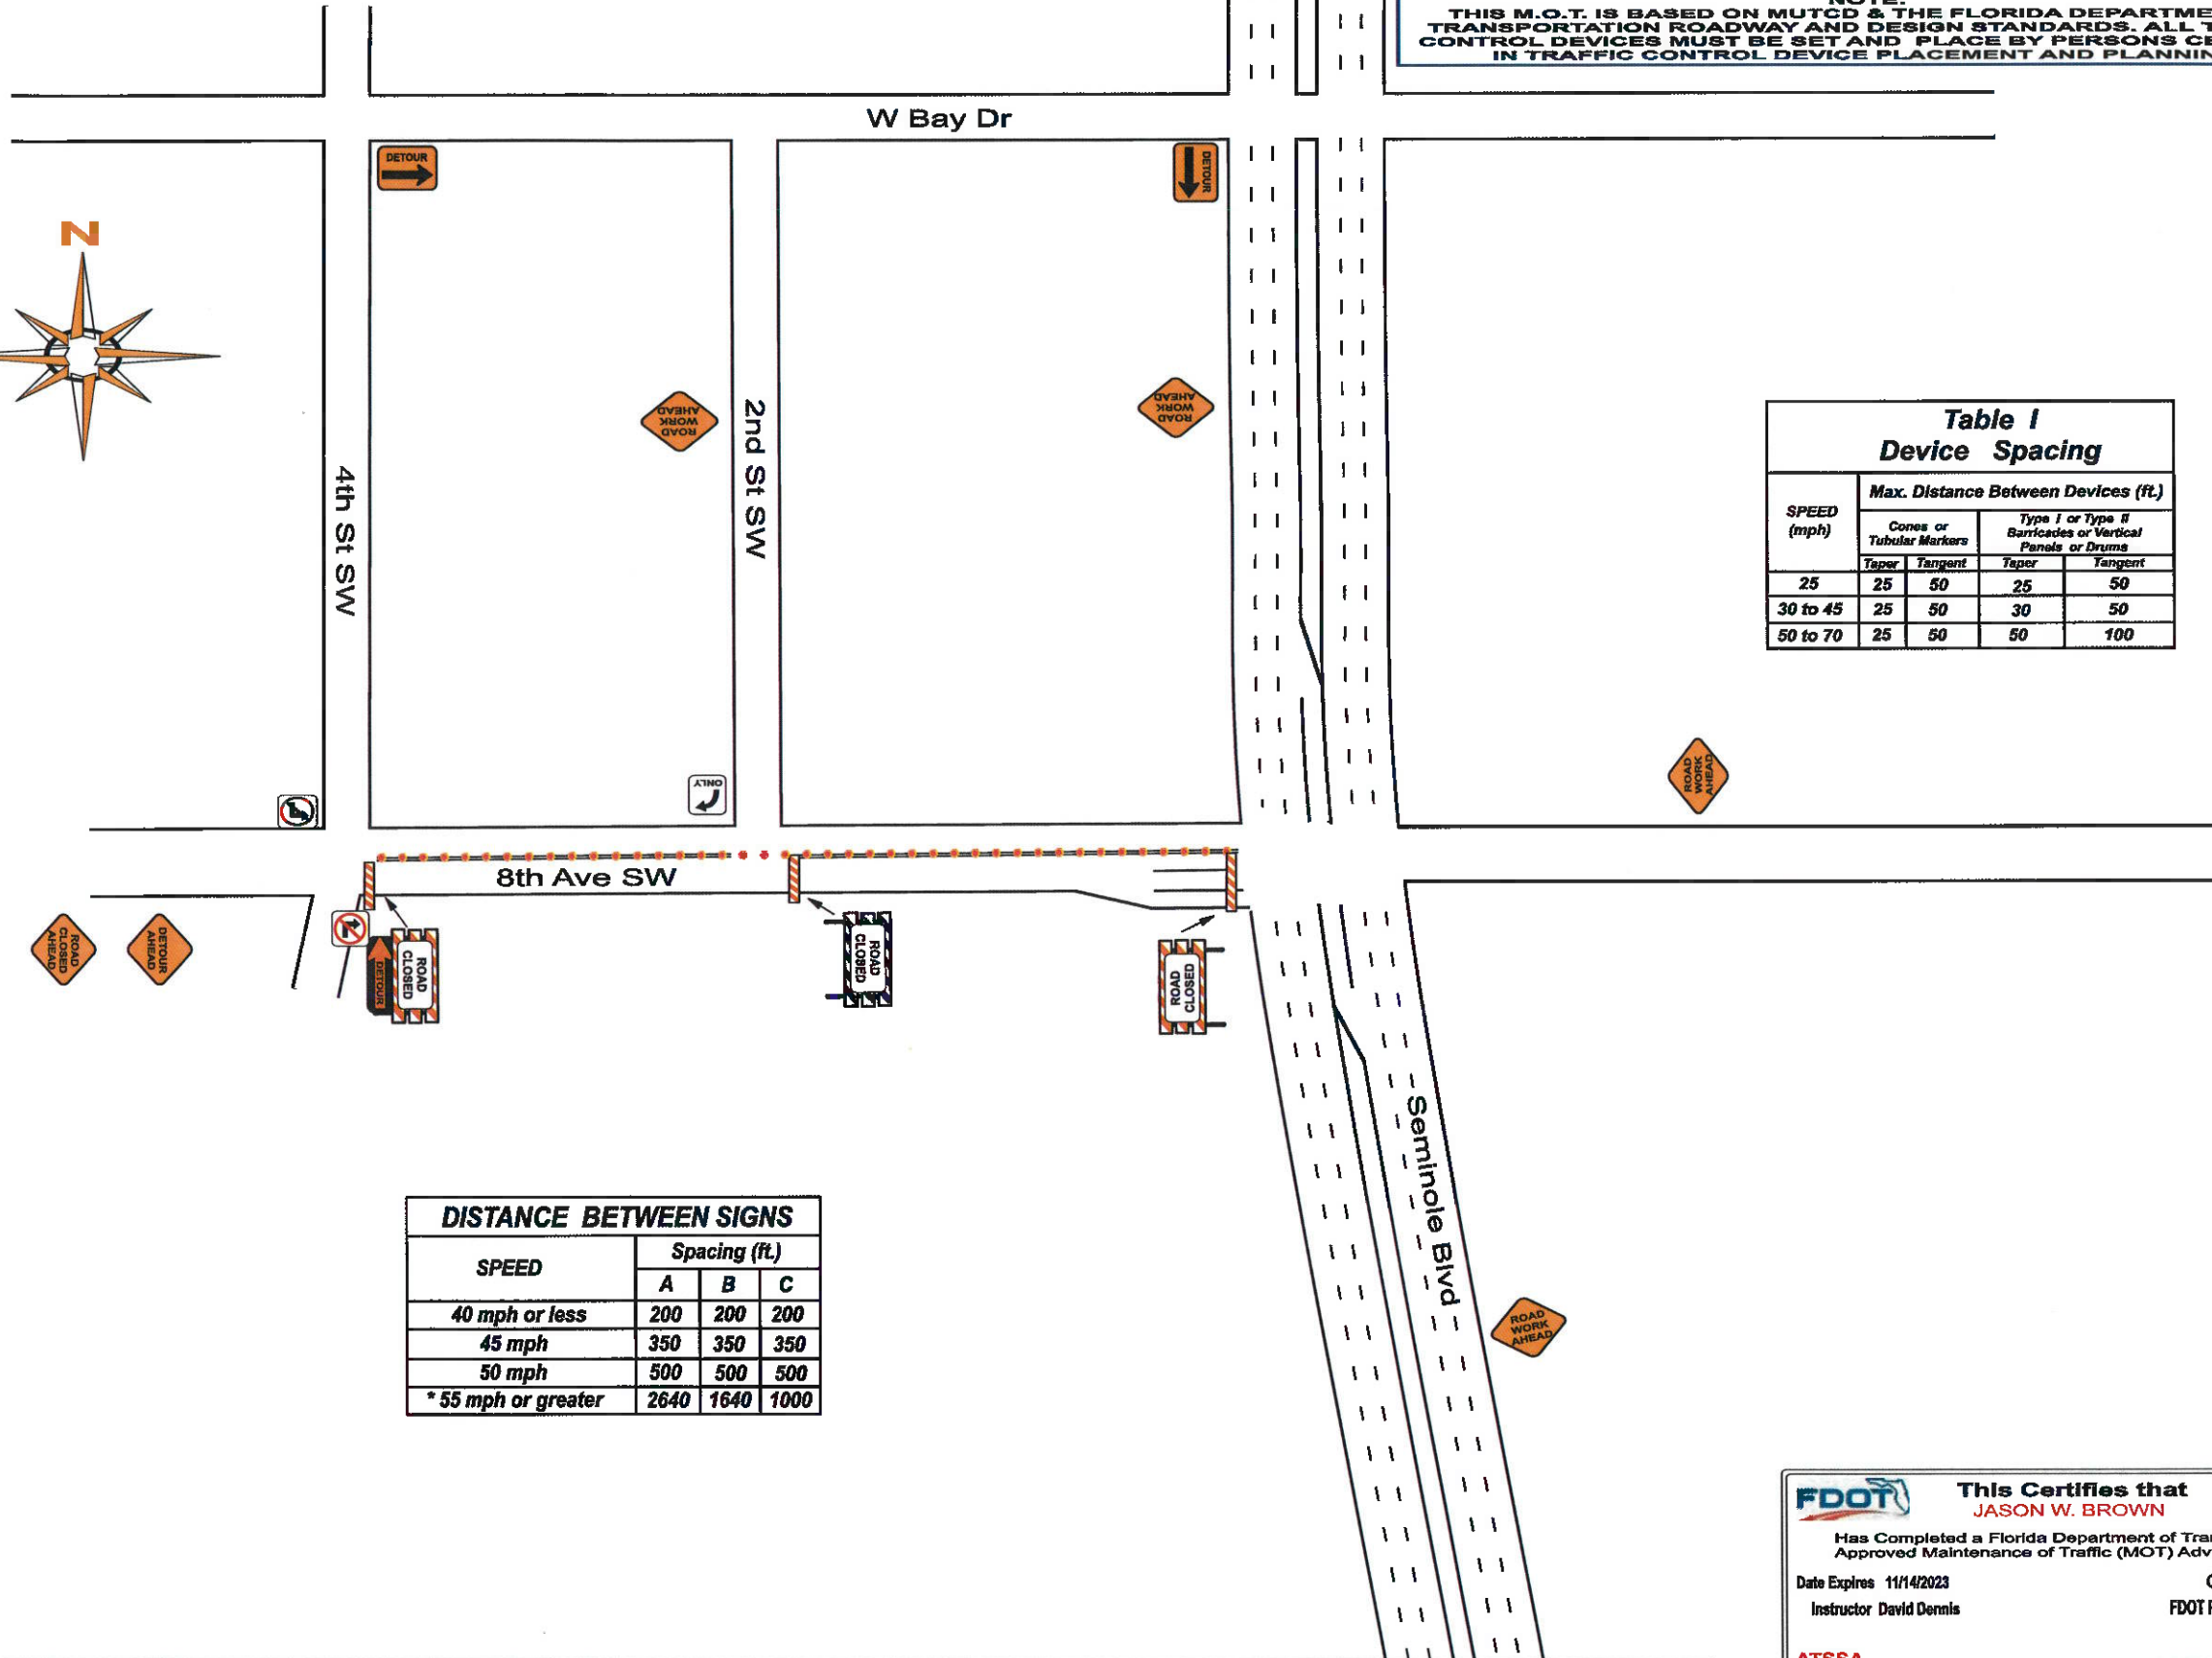 NOTE:
THIS M.O.T. IS BASED ON MUTCD & THE FLORIDA DEPARTME
TRANSPORTATION ROADWAY AND DESIGN STANDARDS. ALL T
CONTROL DEVICES MUST BE SET AND PLACE BY PERSONS CE
IN TRAFFIC CONTROL DEVICE PLACEMENT AND PLANNIN
W Bay Dr
DETOUR
DETOUR
N
ROAD
WORK
AHEAD
ROAD
WORK
AHEAD
2nd St SW
4th St SW
Table I
Device Spacing
SPEED
(mph)
Max. Distance Between Devices (ft.)
Cones or
Tubular Markers
Type I or Type II
Barricades or Vertical
Panels or Drums
Taper Tangent Taper Tangent
25 25 50 25 50
30 to 45 25 50 30 50
50 to 70 25 50 50 100
ROAD
WORK
AHEAD
ONLY
8th Ave SW
ROAD
CLOSED
AHEAD
DETOUR
AHEAD
DETOUR
ROAD
CLOSED
ROAD
CLOSED
ROAD
CLOSED
Seminole Blvd
ROAD
WORK
AHEAD
DISTANCE BETWEEN SIGNS
SPEED
Spacing (ft.)
A B C
40 mph or less 200 200 200
45 mph 350 350 350
50 mph 500 500 500
* 55 mph or greater 2640 1640 1000
FDOT
This Certifies that
JASON W. BROWN
Has Completed a Florida Department of Tra
Approved Maintenance of Traffic (MOT) Adv
Date Expires 11/14/2023
Instructor David Dennis
FDOT
ATSSA